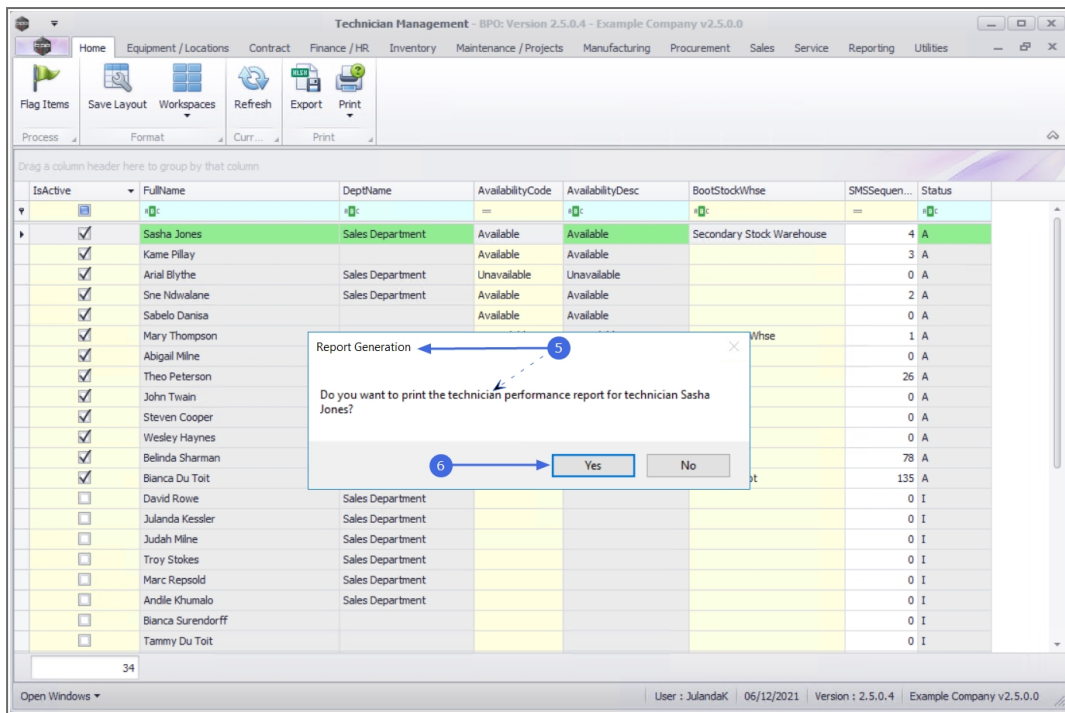 Technician Management - BPO: Version 2.5.0.4 - Example Company v2.5.0.0
Home Equipment / Locations Contract Finance / HR Inventory Maintenance / Projects Manufacturing Procurement Sales Service Reporting Utilities
Flag Items Save Layout Workspaces Refresh Export Print
Process Format Curr... Print
Drag a column header here to group by that column
IsActive FullName DeptName AvailabilityCode AvailabilityDesc BootStockWhse SMSSequen... Status
Sasha Jones Sales Department Available Available Secondary Stock Warehouse 4 A
Kame Pillay Available Available 3 A
Arial Blythe Sales Department Unavailable Unavailable 0 A
Sne Ndwalane Sales Department Available Available 2 A
Sabelo Danisa Available Available 0 A
Mary Thompson Whse 1 A
Abigail Milne 0 A
Theo Peterson 26 A
John Twain 0 A
Steven Cooper 0 A
Wesley Haynes 0 A
Belinda Sharman 78 A
Bianca Du Toit 135 A
David Rowe Sales Department 0 I
Julanda Kessler Sales Department 0 I
Judah Milne Sales Department 0 I
Troy Stokes Sales Department 0 I
Marc Repsold Sales Department 0 I
Andile Khumalo Sales Department 0 I
Bianca Surendorff 0 I
Tammy Du Toit 0 I
34
Report Generation 5
Do you want to print the technician performance report for technician Sasha
Jones?
6 Yes No
Open Windows User : JulandaK 06/12/2021 Version : 2.5.0.4 Example Company v2.5.0.0